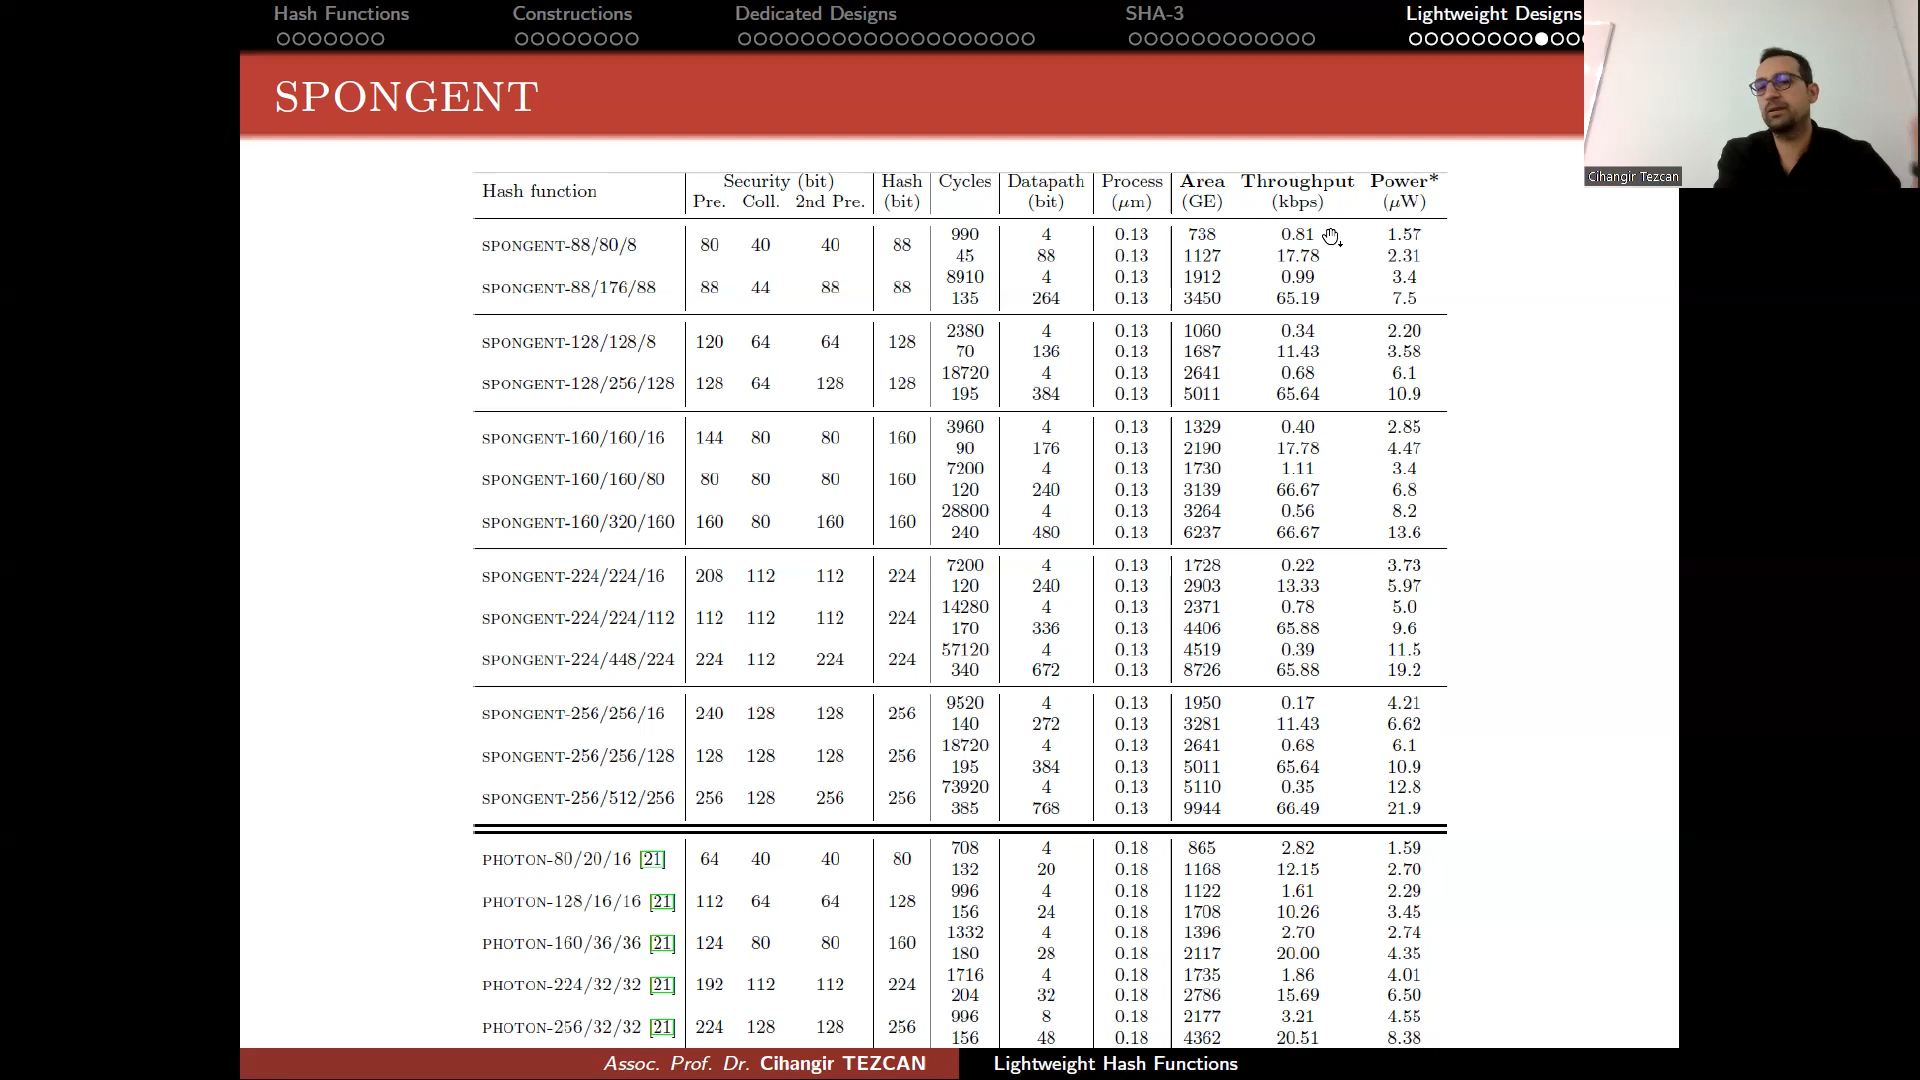 Hash Functions Constructions Dedicated Designs SHA-3 Lightweight Designs
SPONGENT
Cihangir Tezcan
Hash function Security (bit) Hash Cycles Datapath Process Area Throughput Power*
Pre. Coll. 2nd Pre. (bit) (bit) (μm) (GE) (kbps) (μW)
SPONGENT-88/80/8 80 40 40 88 990 4 0.13 738 0.81 1.57
45 88 0.13 1127 17.78 2.31
SPONGENT-88/176/88 88 44 88 88 8910 4 0.13 1912 0.99 3.4
135 264 0.13 3450 65.19 7.5
SPONGENT-128/128/8 120 64 64 128 2380 4 0.13 1060 0.34 2.20
70 136 0.13 1687 11.43 3.58
SPONGENT-128/256/128 128 64 128 128 18720 4 0.13 2641 0.68 6.1
195 384 0.13 5011 65.64 10.9
SPONGENT-160/160/16 144 80 80 160 3960 4 0.13 1329 0.40 2.85
90 176 0.13 2190 17.78 4.47
SPONGENT-160/160/80 80 80 80 160 7200 4 0.13 1730 1.11 3.4
120 240 0.13 3139 66.67 6.8
SPONGENT-160/320/160 160 80 160 160 28800 4 0.13 3264 0.56 8.2
240 480 0.13 6237 66.67 13.6
SPONGENT-224/224/16 208 112 112 224 7200 4 0.13 1728 0.22 3.73
120 240 0.13 2903 13.33 5.97
SPONGENT-224/224/112 112 112 112 224 14280 4 0.13 2371 0.78 5.0
170 336 0.13 4406 65.88 9.6
SPONGENT-224/448/224 224 112 224 224 57120 4 0.13 4519 0.39 11.5
340 672 0.13 8726 65.88 19.2
SPONGENT-256/256/16 240 128 128 256 9520 4 0.13 1950 0.17 4.21
140 272 0.13 3281 11.43 6.62
SPONGENT-256/256/128 128 128 128 256 18720 4 0.13 2641 0.68 6.1
195 384 0.13 5011 65.64 10.9
SPONGENT-256/512/256 256 128 256 256 73920 4 0.13 5110 0.35 12.8
385 768 0.13 9944 66.49 21.9
PHOTON-80/20/16 [21] 64 40 40 80 708 4 0.18 865 2.82 1.59
132 20 0.18 1168 12.15 2.70
PHOTON-128/16/16 [21] 112 64 64 128 996 4 0.18 1122 1.61 2.29
156 24 0.18 1708 10.26 3.45
PHOTON-160/36/36 [21] 124 80 80 160 1332 4 0.18 1396 2.70 2.74
180 28 0.18 2117 20.00 4.35
PHOTON-224/32/32 [21] 192 112 112 224 1716 4 0.18 1735 1.86 4.01
204 32 0.18 2786 15.69 6.50
PHOTON-256/32/32 [21] 224 128 128 256 996 8 0.18 2177 3.21 4.55
156 48 0.18 4362 20.51 8.38
Assoc. Prof. Dr. Cihangir TEZCAN Lightweight Hash Functions